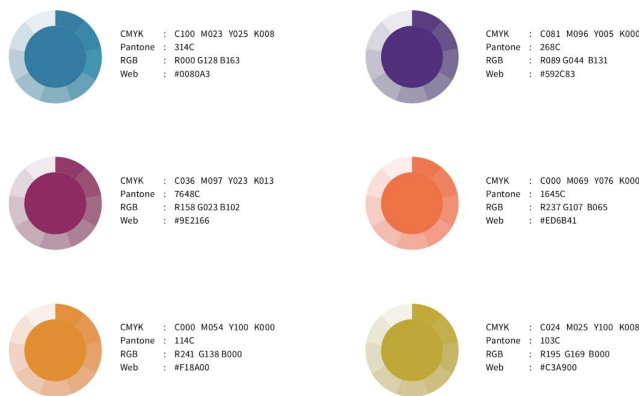 CMYK : C100 M023 Y025 K008
Pantone : 314C
RGB : R000 G128 B163
Web : #0080A3
CMYK : C081 M096 Y005 K000
Pantone : 268C
RGB : R089 G044 B131
Web : #592C83
CMYK : C036 M097 Y023 K013
Pantone : 7648C
RGB : R158 G023 B102
Web : #9E2166
CMYK : C000 M069 Y076 K000
Pantone : 1645C
RGB : R237 G107 B065
Web : #ED6B41
CMYK : C000 M054 Y100 K000
Pantone : 114C
RGB : R241 G138 B000
Web : #F18A00
CMYK : C024 M025 Y100 K008
Pantone : 103C
RGB : R195 G169 B000
Web : #C3A900